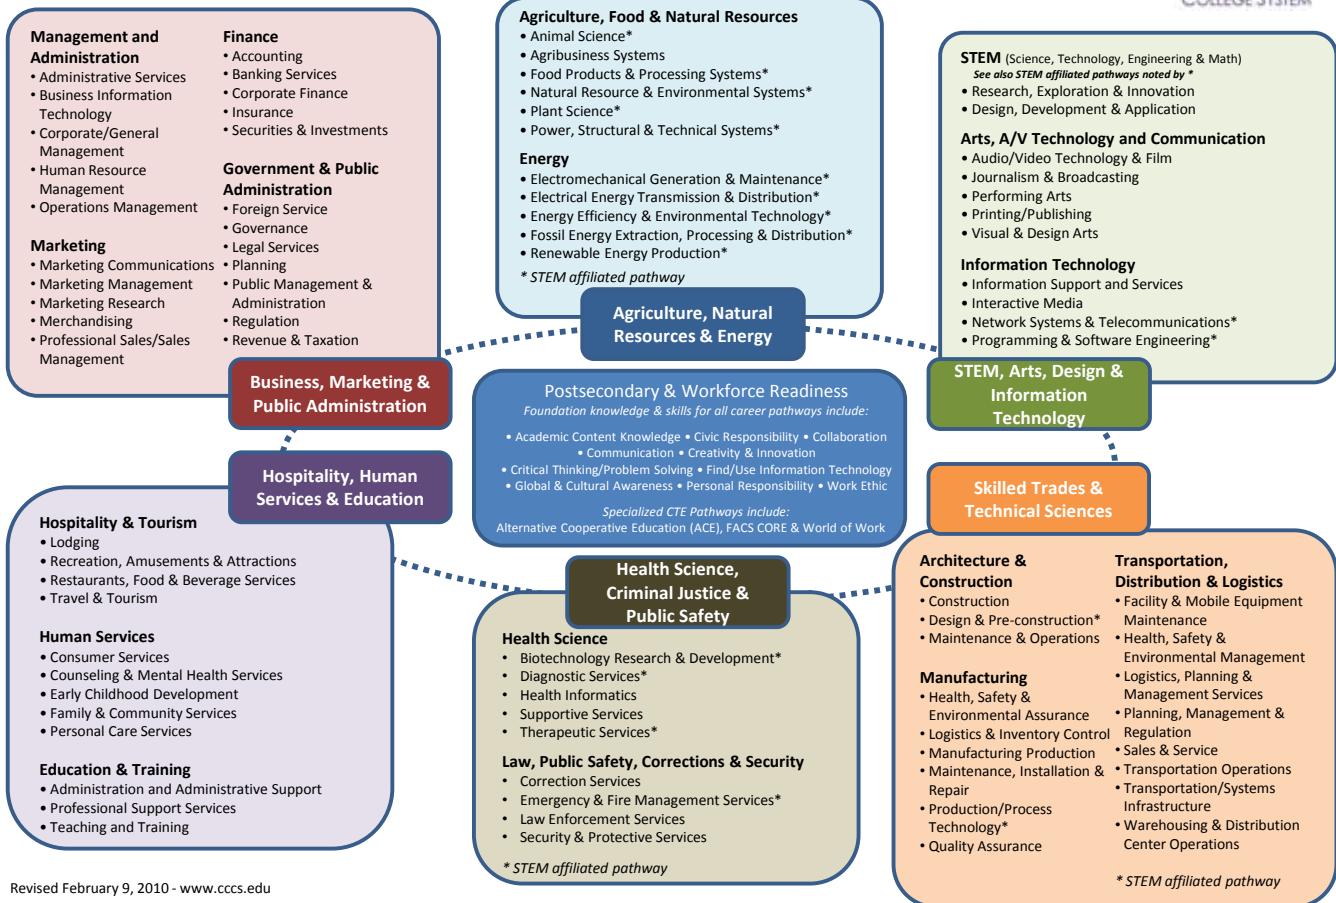 COLLEGE SYSTEM
Management and
Administration
• Administrative Services
• Business Information
Technology
• Corporate/General
Management
• Human Resource
Management
• Operations Management
Marketing
• Marketing Communications
• Marketing Management
• Marketing Research
• Merchandising
• Professional Sales/Sales
Management
Finance
• Accounting
• Banking Services
• Corporate Finance
• Insurance
• Securities & Investments
Government & Public
Administration
• Foreign Service
• Governance
• Legal Services
• Planning
• Public Management &
Administration
• Regulation
• Revenue & Taxation
Business, Marketing &
Public Administration
Agriculture, Food & Natural Resources
• Animal Science*
• Agribusiness Systems
• Food Products & Processing Systems*
• Natural Resource & Environmental Systems*
• Plant Science*
• Power, Structural & Technical Systems*
Energy
• Electromechanical Generation & Maintenance*
• Electrical Energy Transmission & Distribution*
• Energy Efficiency & Environmental Technology*
• Fossil Energy Extraction, Processing & Distribution*
• Renewable Energy Production*
* STEM affiliated pathway
Agriculture, Natural
Resources & Energy
STEM (Science, Technology, Engineering & Math)
See also STEM affiliated pathways noted by *
• Research, Exploration & Innovation
• Design, Development & Application
Arts, A/V Technology and Communication
• Audio/Video Technology & Film
• Journalism & Broadcasting
• Performing Arts
• Printing/Publishing
• Visual & Design Arts
Information Technology
• Information Support and Services
• Interactive Media
• Network Systems & Telecommunications*
• Programming & Software Engineering*
STEM, Arts, Design &
Information
Technology
Postsecondary & Workforce Readiness
Foundation knowledge & skills for all career pathways include:
• Academic Content Knowledge • Civic Responsibility • Collaboration
• Communication • Creativity & Innovation
• Critical Thinking/Problem Solving • Find/Use Information Technology
• Global & Cultural Awareness • Personal Responsibility • Work Ethic
Specialized CTE Pathways include:
Alternative Cooperative Education (ACE), FACS CORE & World of Work
Hospitality, Human
Services & Education
Hospitality & Tourism
• Lodging
• Recreation, Amusements & Attractions
• Restaurants, Food & Beverage Services
• Travel & Tourism
Human Services
• Consumer Services
• Counseling & Mental Health Services
• Early Childhood Development
• Family & Community Services
• Personal Care Services
Education & Training
• Administration and Administrative Support
• Professional Support Services
• Teaching and Training
Health Science,
Criminal Justice &
Public Safety
Health Science
• Biotechnology Research & Development*
• Diagnostic Services*
• Health Informatics
• Supportive Services
• Therapeutic Services*
Law, Public Safety, Corrections & Security
• Correction Services
• Emergency & Fire Management Services*
• Law Enforcement Services
• Security & Protective Services
* STEM affiliated pathway
Skilled Trades &
Technical Sciences
Architecture &
Construction
• Construction
• Design & Pre-construction*
• Maintenance & Operations
Manufacturing
• Health, Safety &
Environmental Assurance
• Logistics & Inventory Control
• Manufacturing Production
• Maintenance, Installation &
Repair
• Production/Process
Technology*
• Quality Assurance
Transportation,
Distribution & Logistics
• Facility & Mobile Equipment
Maintenance
• Health, Safety &
Environmental Management
• Logistics, Planning &
Management Services
• Planning, Management &
Regulation
• Sales & Service
• Transportation Operations
• Transportation/Systems
Infrastructure
• Warehousing & Distribution
Center Operations
* STEM affiliated pathway
Revised February 9, 2010 - www.cccs.edu